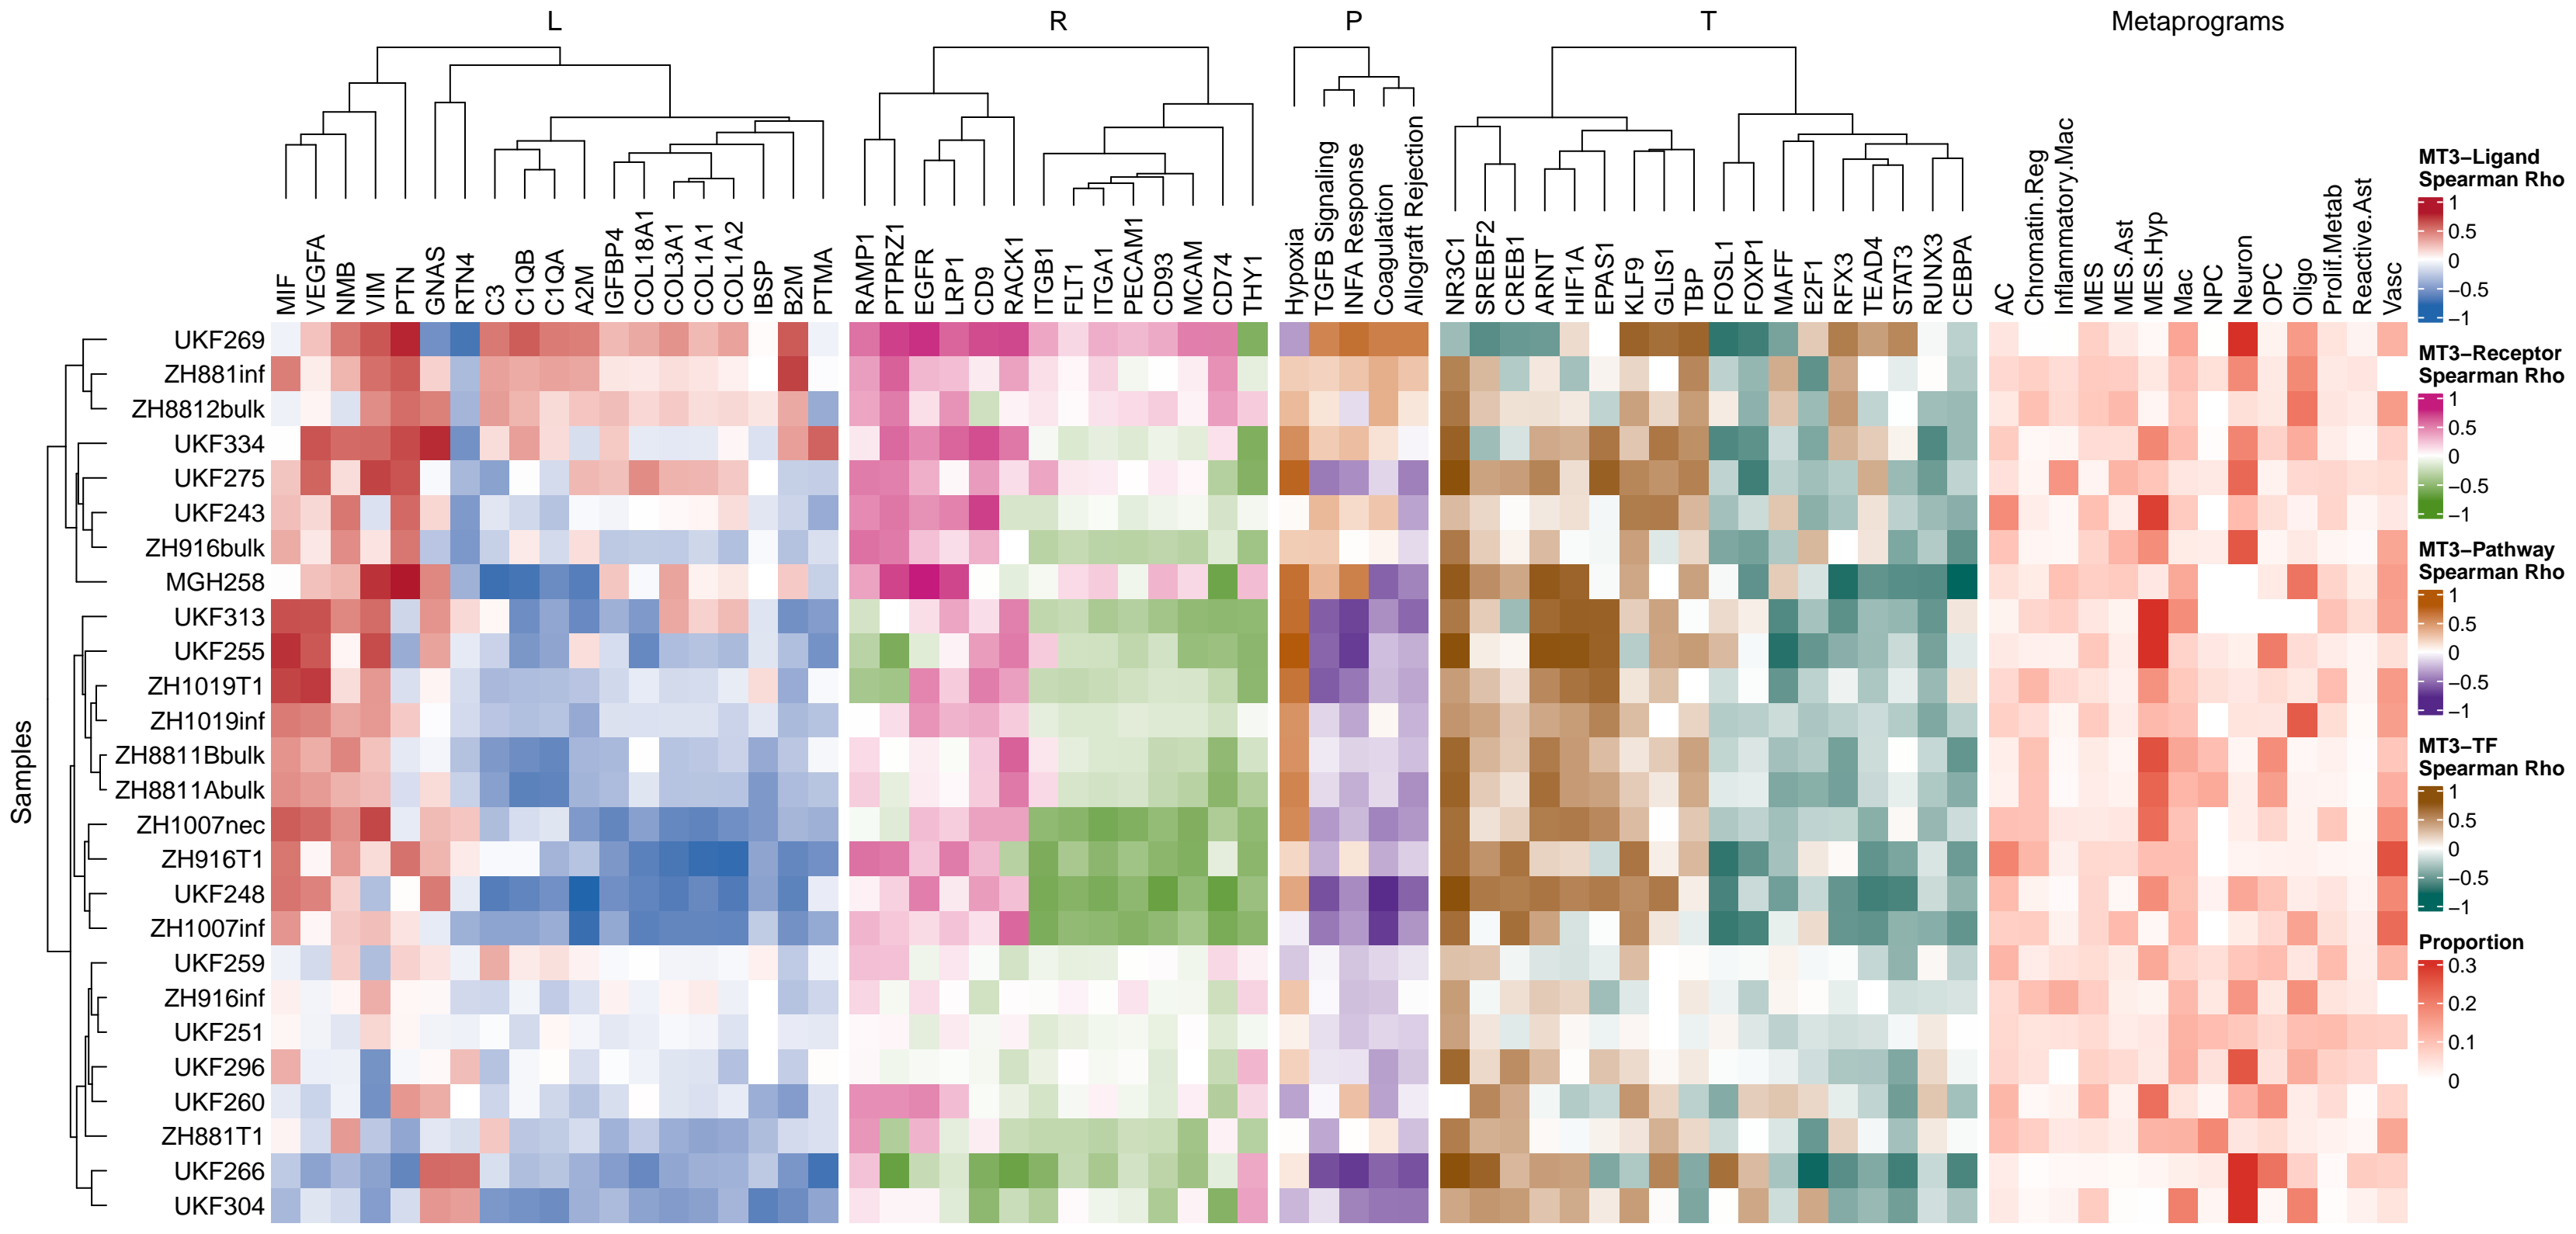 L R P T Metaprograms
MIF VEGFA NMB VIM PTN GNAS RTN4 C3 C1QB C1QA A2M IGFBP4 COL18A1 COL3A1 COL1A1 COL1A2 IBSP B2M PTMA
RAMP1 PTPRZ1 EGFR LRP1 CD9 RACK1 ITGB1 FLT1 ITGA1 PECAM1 CD93 MCAM CD74 THY1
Hypoxia TGFB Signaling INFA Response Coagulation Allograft Rejection
NR3C1 SREBF2 CREB1 ARNT HIF1A EPAS1 KLF9 GLIS1 TBP FOSL1 FOXP1 MAFF E2F1 RFX3 TEAD4 STAT3 RUNX3 CEBPA
AC Chromatin.Reg Inflammatory.Mac MES MES.Ast MES.Hyp Mac NPC Neuron OPC Oligo Prolif.Metab Reactive.Ast Vasc
Samples
UKF269
ZH881inf
ZH8812bulk
UKF334
UKF275
UKF243
ZH916bulk
MGH258
UKF313
UKF255
ZH1019T1
ZH1019inf
ZH8811Bbulk
ZH8811Abulk
ZH1007nec
ZH916T1
UKF248
ZH1007inf
UKF259
ZH916inf
UKF251
UKF296
UKF260
ZH881T1
UKF266
UKF304
MT3−Ligand
Spearman Rho
1
0.5
0
−0.5
−1
MT3−Receptor
Spearman Rho
1
0.5
0
−0.5
−1
MT3−Pathway
Spearman Rho
1
0.5
0
−0.5
−1
MT3−TF
Spearman Rho
1
0.5
0
−0.5
−1
Proportion
0.3
0.2
0.1
0